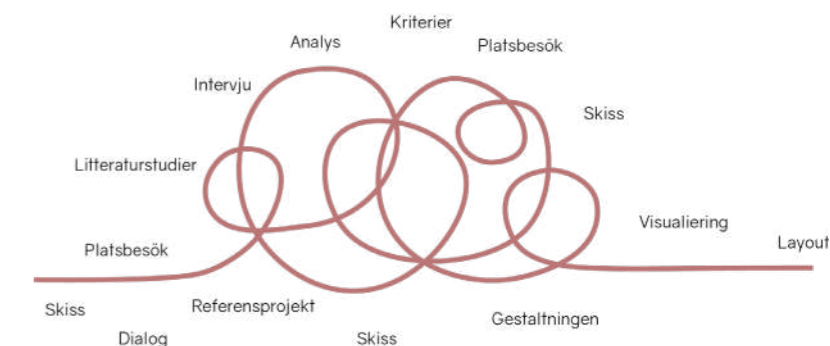 Kriterier
Analys
Platsbesök
Intervju
Skiss
Litteraturstudier
Visualiering
Layout
Platsbesök
Skiss
Referensprojekt
Gestaltningen
Dialog
Skiss